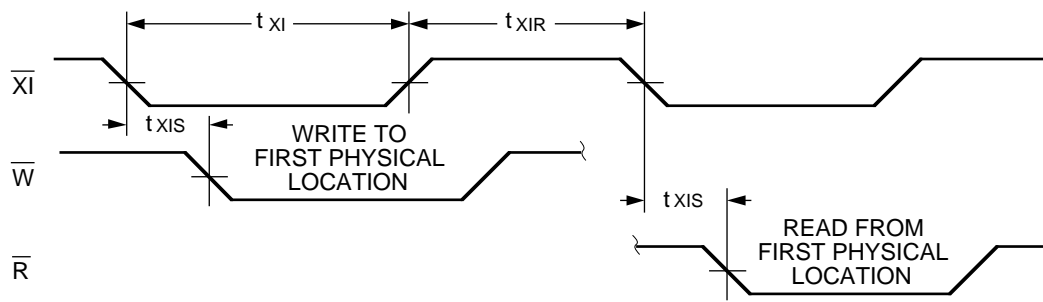 t XI
t XIR
XI
t XIS
WRITE TO
FIRST PHYSICAL
LOCATION
W
t XIS
READ FROM
FIRST PHYSICAL
LOCATION
R